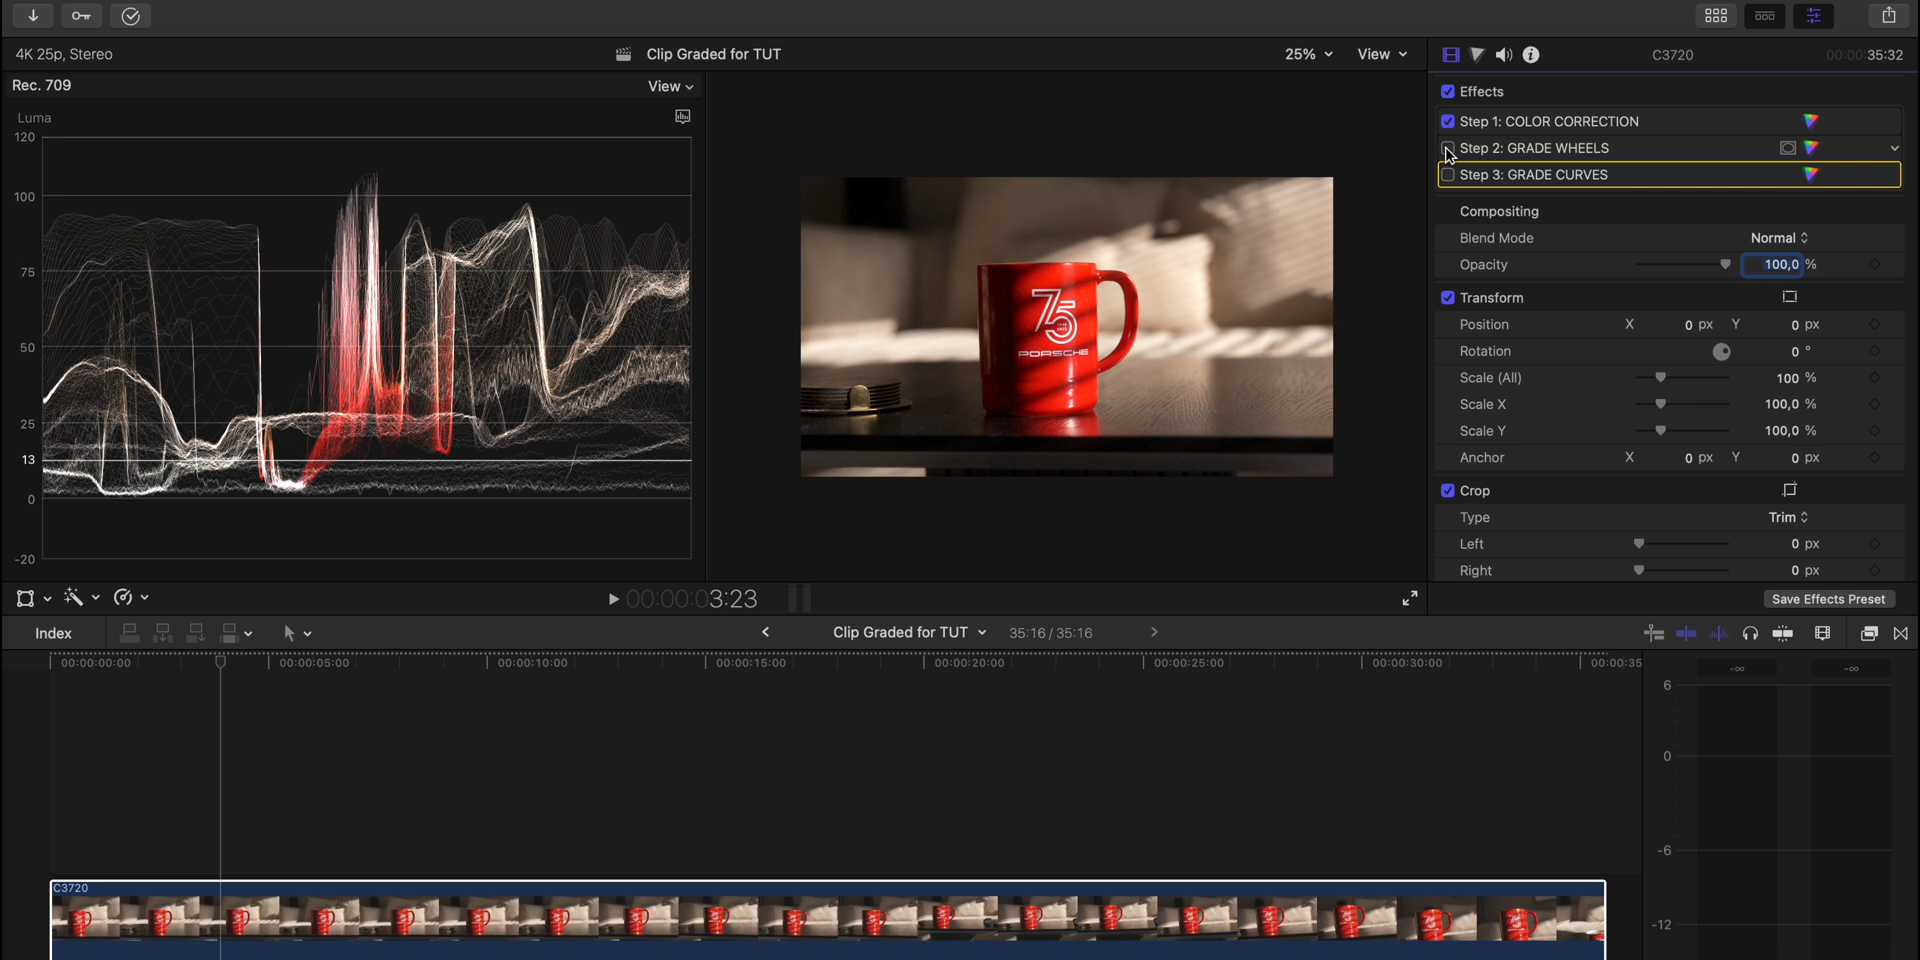 4K 25p, Stereo
Clip Graded for TUT
25%
View
C3720
00:00:00:35:32
Rec. 709
View
Luma
120
100
75
50
25
13
0
-20
75
PORSCHE
Effects
Step 1: COLOR CORRECTION
Step 2: GRADE WHEELS
Step 3: GRADE CURVES
Compositing
Blend Mode Normal
Opacity 100,0 %
Transform
Position X 0 px Y 0 px
Rotation 0 °
Scale (All) 100 %
Scale X 100,0 %
Scale Y 100,0 %
Anchor X 0 px Y 0 px
Crop
Type Trim
Left 0 px
Right 0 px
00:00:03:23
Save Effects Preset
Index
Clip Graded for TUT
35:16 / 35:16
00:00:00:00
00:00:05:00
00:00:10:00
00:00:15:00
00:00:20:00
00:00:25:00
00:00:30:00
00:00:35
-∞ -∞
6
0
-6
-12
C3720